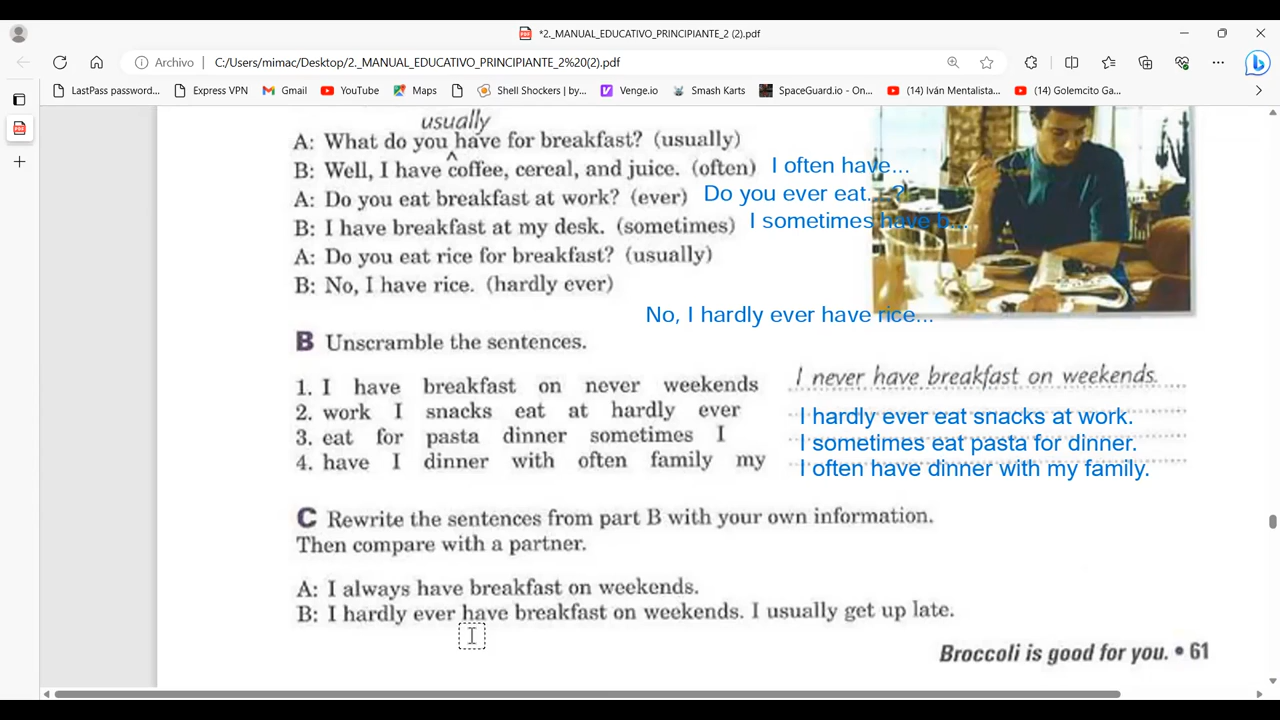 *2._MANUAL_EDUCATIVO_PRINCIPIANTE_2 (2).pdf
Archivo C:/Users/mimac/Desktop/2._MANUAL_EDUCATIVO_PRINCIPIANTE_2%20(2).pdf
LastPass password... Express VPN Gmail YouTube Maps Shell Shockers | by... Venge.io Smash Karts SpaceGuard.io - On... (14) Iván Mentalista... (14) Golemcito Ga...
usually
A: What do you have for breakfast? (usually)
B: Well, I have coffee, cereal, and juice. (often) I often have...
A: Do you eat breakfast at work? (ever) Do you ever eat...?
B: I have breakfast at my desk. (sometimes) I sometimes have b...
A: Do you eat rice for breakfast? (usually)
B: No, I have rice. (hardly ever)
No, I hardly ever have rice...
B Unscramble the sentences.
1. I have breakfast on never weekends I never have breakfast on weekends.
2. work I snacks eat at hardly ever I hardly ever eat snacks at work.
3. eat for pasta dinner sometimes I I sometimes eat pasta for dinner.
4. have I dinner with often family my I often have dinner with my family.
C Rewrite the sentences from part B with your own information.
Then compare with a partner.
A: I always have breakfast on weekends.
B: I hardly ever have breakfast on weekends. I usually get up late.
Broccoli is good for you. • 61